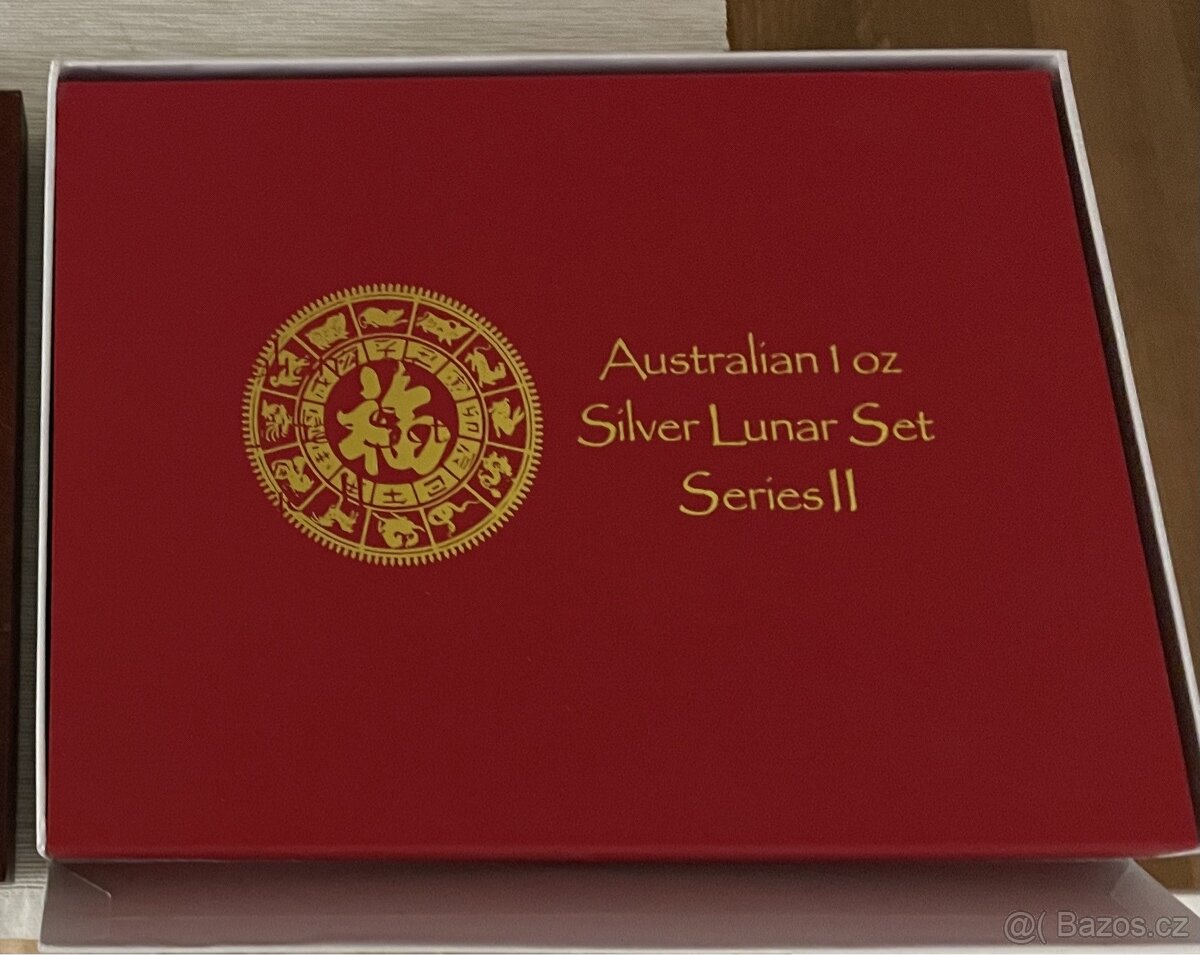 福
Australian 1 oz
Silver Lunar Set
Series II
@( Bazos.cz